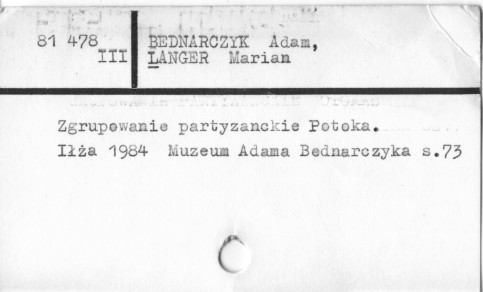 81 478 BEDNARCZYK Adam,
III LANGER Marian
Zgrupowanie partyzanckie Potoka.
Iłża 1984 Muzeum Adama Bednarczyka s.73